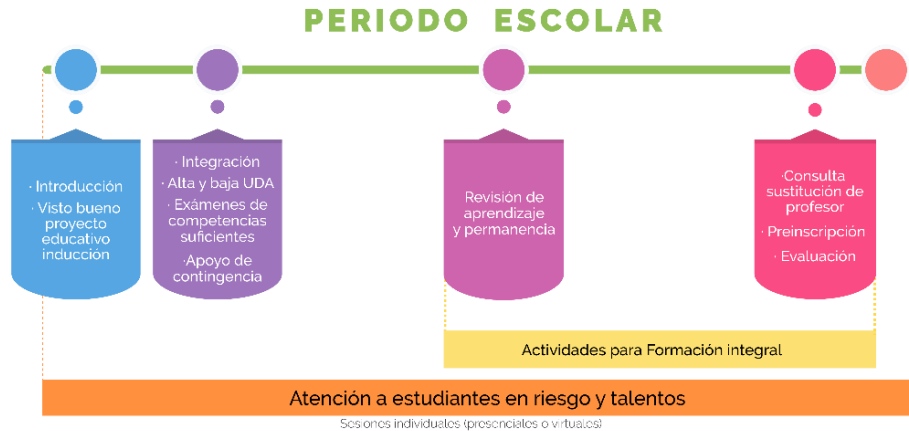 PERIODO ESCOLAR
· Introducción
· Visto bueno
proyecto
educativo
inducción
· Integración
· Alta y baja UDA
· Exámenes de
competencias
suficientes
·Apoyo de
contingencia
Revisión de
aprendizaje
y permanencia
·Consulta
sustitución de
profesor
· Preinscripción
· Evaluación
Actividades para Formación integral
Atención a estudiantes en riesgo y talentos
Sesiones individuales (presenciales o virtuales)